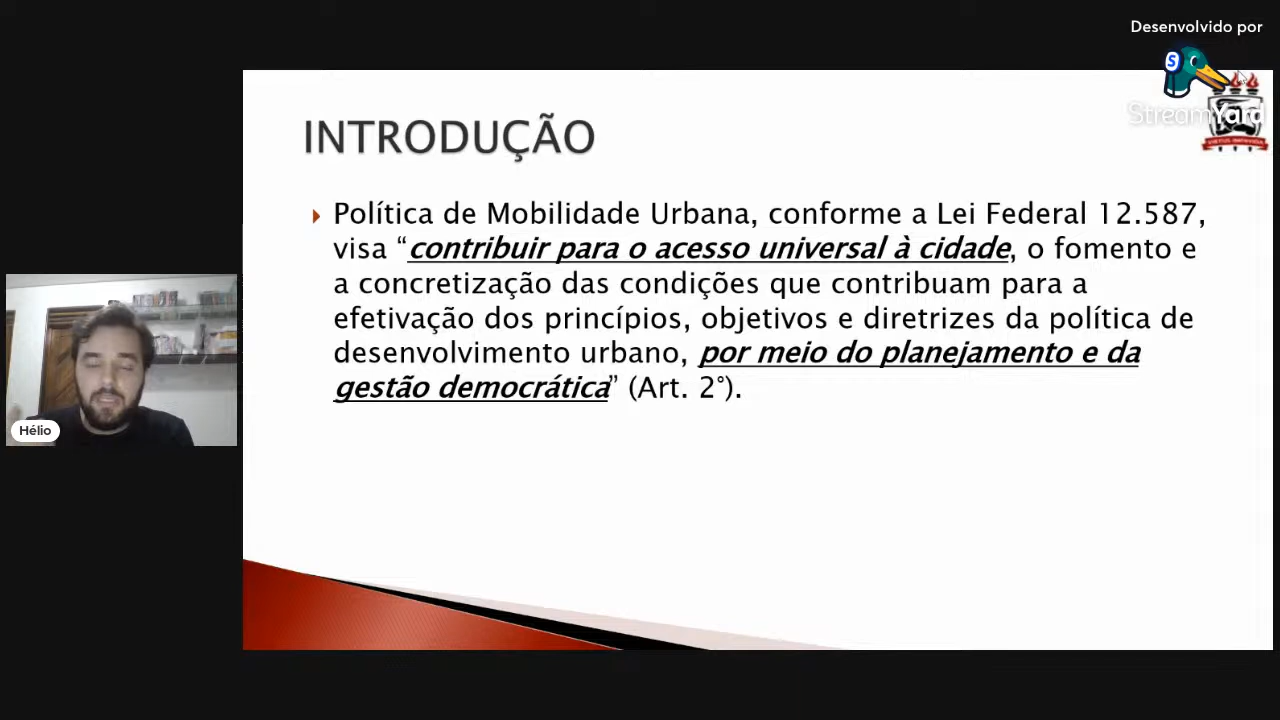 Desenvolvido por
StreamYard
INTRODUÇÃO
Política de Mobilidade Urbana, conforme a Lei Federal 12.587,
visa “contribuir para o acesso universal à cidade, o fomento e
a concretização das condições que contribuam para a
efetivação dos princípios, objetivos e diretrizes da política de
desenvolvimento urbano, por meio do planejamento e da
gestão democrática” (Art. 2°).
Hélio
VIRTUS IMPAVIDA